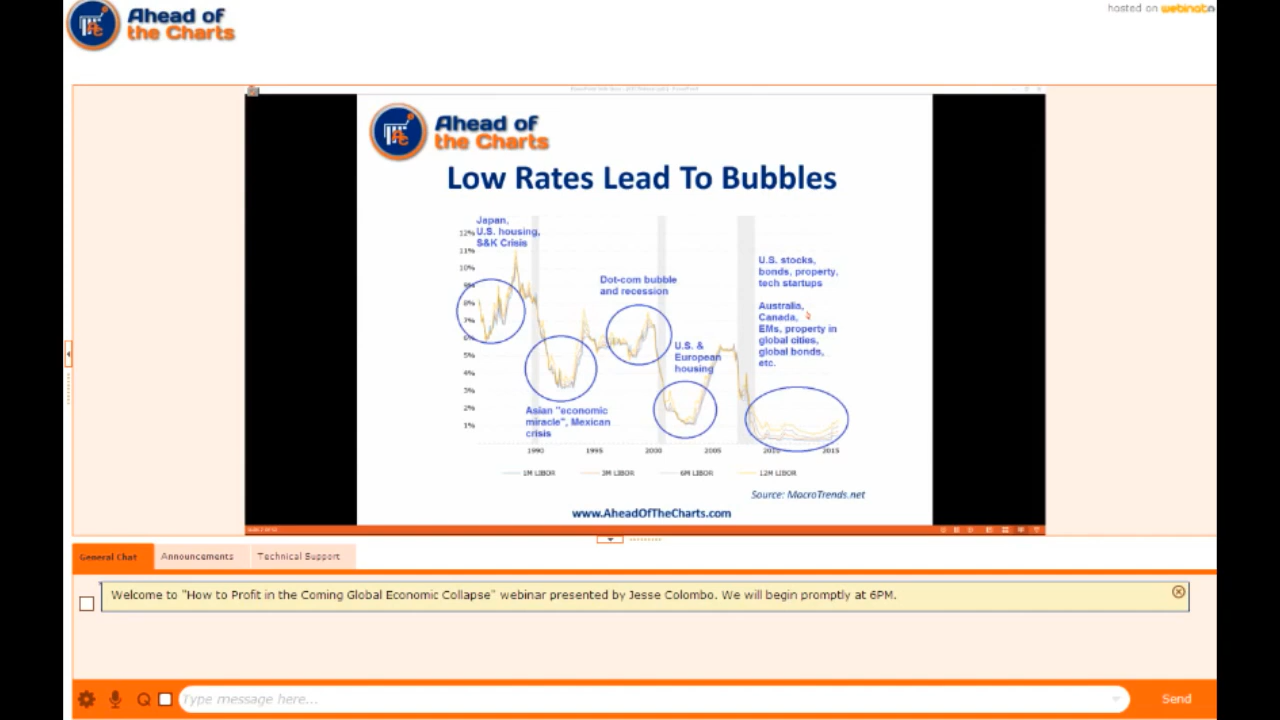 Ahead of
the Charts
hosted on
Ahead of
the Charts
Low Rates Lead To Bubbles
Japan,
U.S. housing,
S&K Crisis
12%
11%
10%
9%
8%
7%
6%
5%
4%
3%
2%
1%
Dot-com bubble
and recession
U.S. stocks,
bonds, property,
tech startups
Australia,
Canada,
EMs, property in
global cities,
global bonds,
etc.
U.S. &
European
housing
Asian "economic
miracle", Mexican
crisis
1990 1995 2000 2005 2010 2015
1M LIBOR 3M LIBOR 6M LIBOR 12M LIBOR
Source: MacroTrends.net
www.AheadOfTheCharts.com
General Chat Announcements Technical Support
Welcome to "How to Profit in the Coming Global Economic Collapse" webinar presented by Jesse Colombo. We will begin promptly at 6PM.
Type message here...
Send